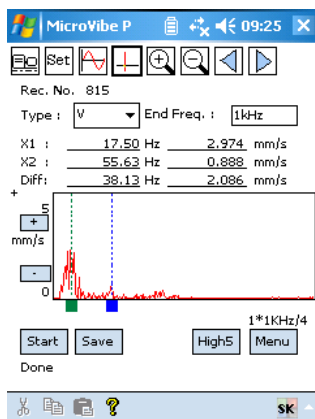 MicroVibe P 09:25
Set
Rec. No. 815
Type : V End Freq. : 1kHz
X1 : 17.50 Hz 2.974 mm/s
X2 : 55.63 Hz 0.888 mm/s
Diff: 38.13 Hz 2.086 mm/s
+
5
+
mm/s
-
0
1*1KHz/4
Start Save High5 Menu
Done
SK